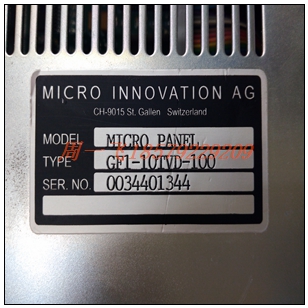 MICRO INNOVATION AG
CH-9015 St. Gallen Switzerland
MODEL MICRO PANEL
TYPE GF1-10TVD-100
SER. NO. 0034401344